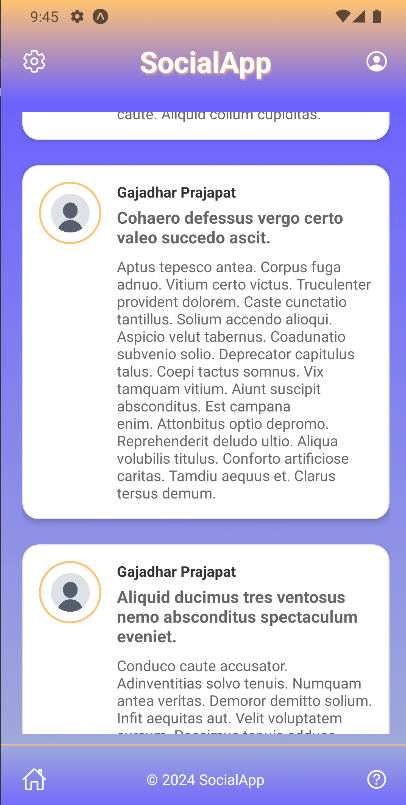 9:45
SocialApp
caute. Aliquid collum cupiditas.
Gajadhar Prajapat
Cohaero defessus vergo certo
valeo succedo ascit.
Aptus tepesco antea. Corpus fuga
adnuo. Vitium certo victus. Truculenter
provident dolorem. Caste cunctatio
tantillus. Solium accendo alioqui.
Aspicio velut tabernus. Coadunatio
subvenio solio. Deprecator capitulus
talus. Coepi tactus somnus. Vix
tamquam vitium. Aiunt suscipit
absconditus. Est campana
enim. Attonbitus optio depromo.
Reprehenderit deludo ultio. Aliqua
volubilis titulus. Conforto artificiose
caritas. Tamdiu aequus et. Clarus
tersus demum.
Gajadhar Prajapat
Aliquid ducimus tres ventosus
nemo absconditus spectaculum
eveniet.
Conduco caute accusator.
Adinventitias solvo tenuis. Numquam
antea veritas. Demoror demitto solium.
Infit aequitas aut. Velit voluptatem
© 2024 SocialApp